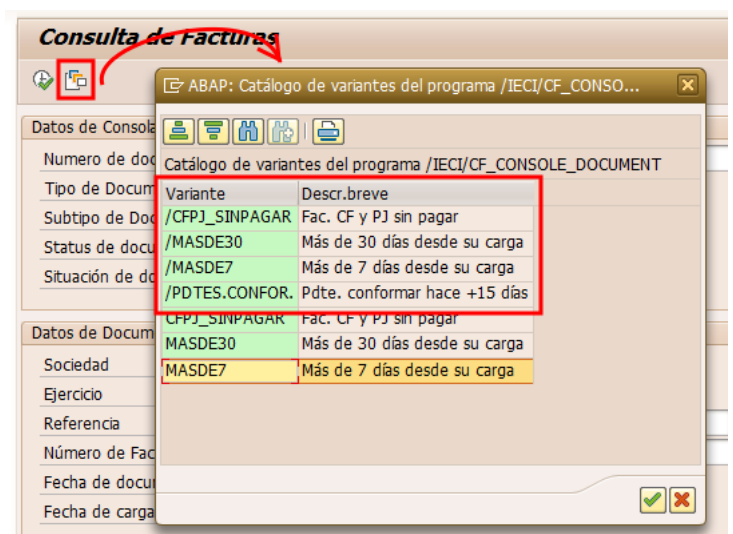 Consulta de Facturas
ABAP: Catálogo de variantes del programa /IECI/CF_CONSO...
Datos de Consola
Numero de doc
Tipo de Docum
Subtipo de Doc
Status de docu
Situación de do
Catálogo de variantes del programa /IECI/CF_CONSOLE_DOCUMENT
Variante Descr.breve
/CFPJ_SINPAGAR Fac. CF y PJ sin pagar
/MASDE30 Más de 30 días desde su carga
/MASDE7 Más de 7 días desde su carga
/PDTES.CONFOR. Pdte. conformar hace +15 días
CFPJ_SINPAGAR Fac. CF y PJ sin pagar
MASDE30 Más de 30 días desde su carga
MASDE7 Más de 7 días desde su carga
Datos de Docum
Sociedad
Ejercicio
Referencia
Número de Fac
Fecha de docu
Fecha de carga